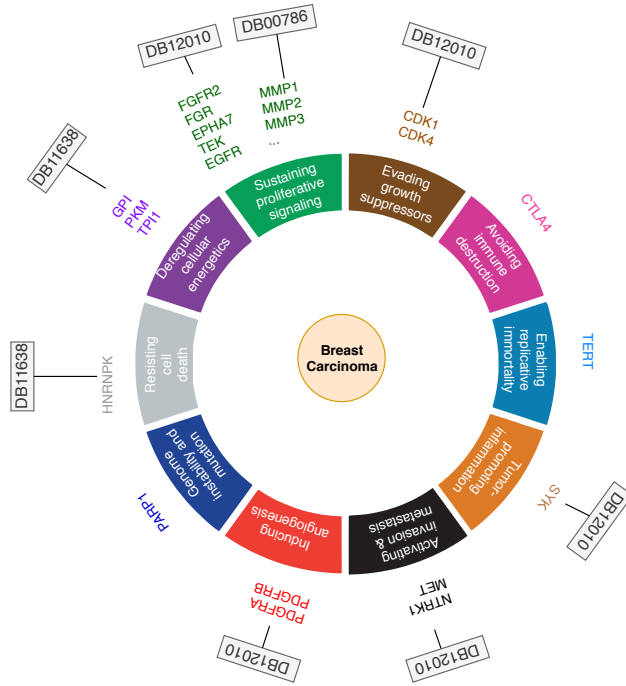 DB00786
DB12010
DB12010
FGFR2
FGR
EPHA7
TEK
EGFR
MMP1
MMP2
MMP3
...
CDK1
CDK4
DB11638
GPI
PKM
TPI1
CTLA4
Sustaining
proliferative
signaling
Evading
growth
suppressors
Deregulating
cellular
energetics
Avoiding
immune
destruction
DB11638
HNRNPK
Resisting
cell
death
Breast
Carcinoma
Enabling
replicative
immortality
TERT
Genome and
Instability and
mutation
PARP1
Tumor-
promoting
inflammation
SYK
DB12010
Inducing
angiogenesis
Activating
invasion &
metastasis
PDGFRA
PDGFRB
NTRK1
MET
DB12010
DB12010